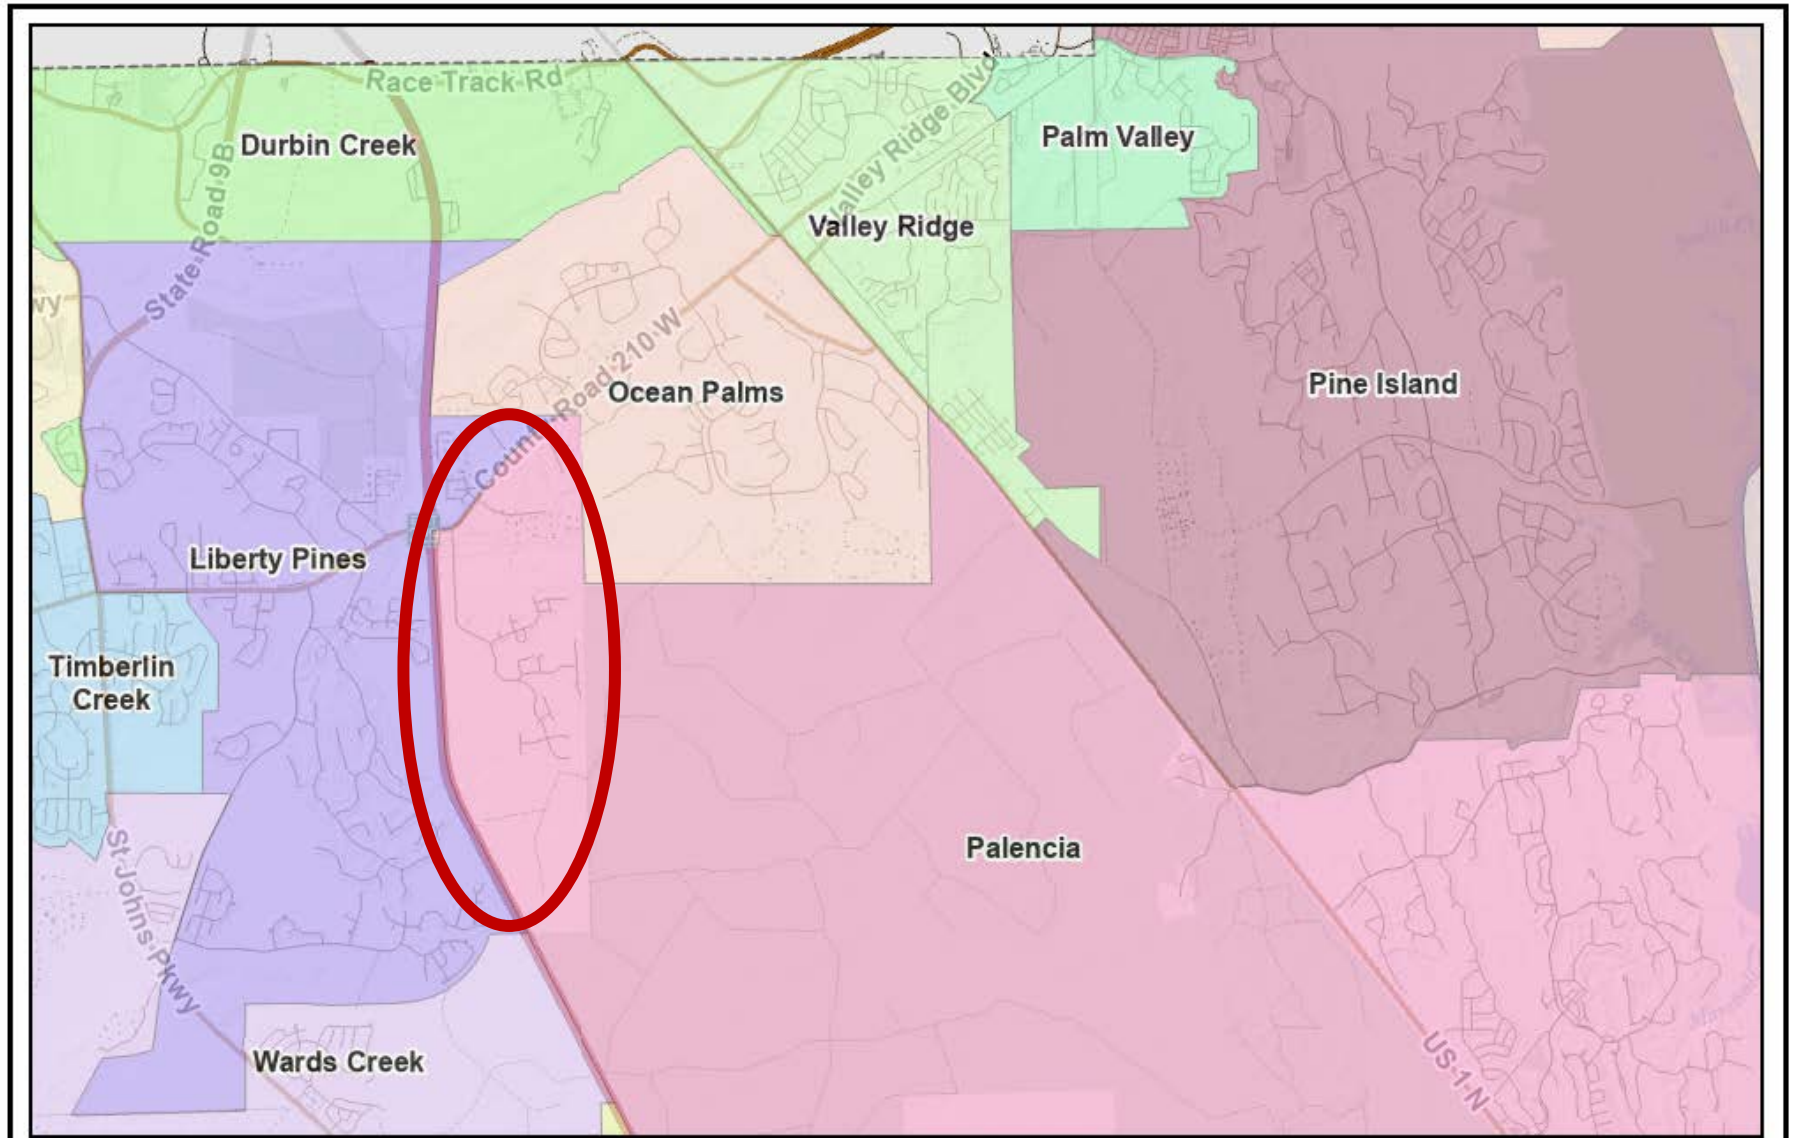 Race Track Rd
Durbin Creek
State Road 9B
Palm Valley
Valley Ridge Blvd
Valley Ridge
wy
County Road 210 W
Ocean Palms
Pine Island
Liberty Pines
Timberlin
Creek
Palencia
St Johns Pkwy
Wards Creek
US 1 N